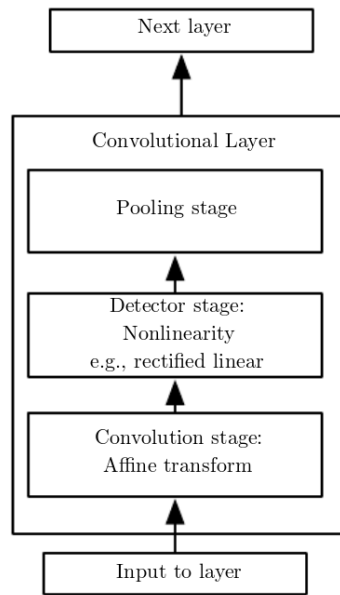 Next layer
Convolutional Layer
Pooling stage
Detector stage:
Nonlinearity
e.g., rectified linear
Convolution stage:
Affine transform
Input to layer